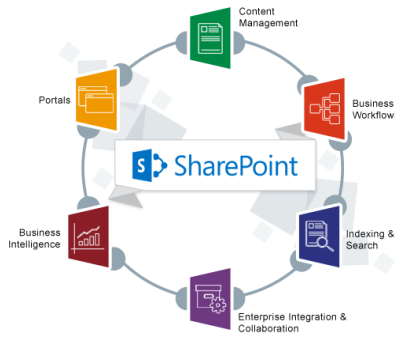 Content
Management
Portals
Business
Workflow
S
SharePoint
Business
Intelligence
Indexing &
Search
Enterprise Integration &
Collaboration